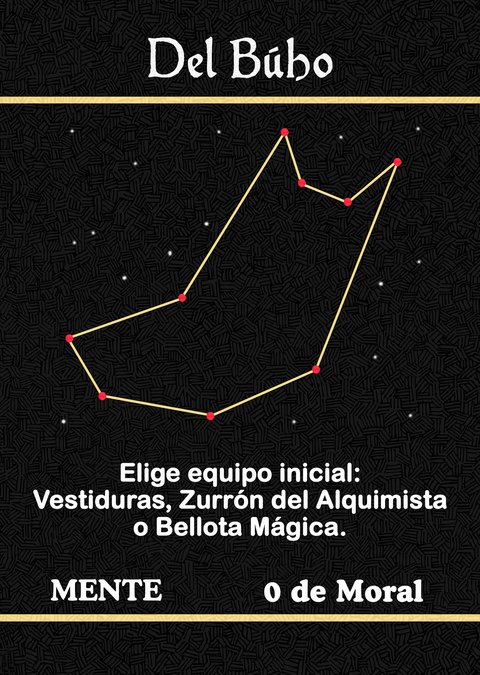 Del Búho
Elige equipo inicial:
Vestiduras, Zurrón del Alquimista
o Bellota Mágica.
MENTE 0 de Moral